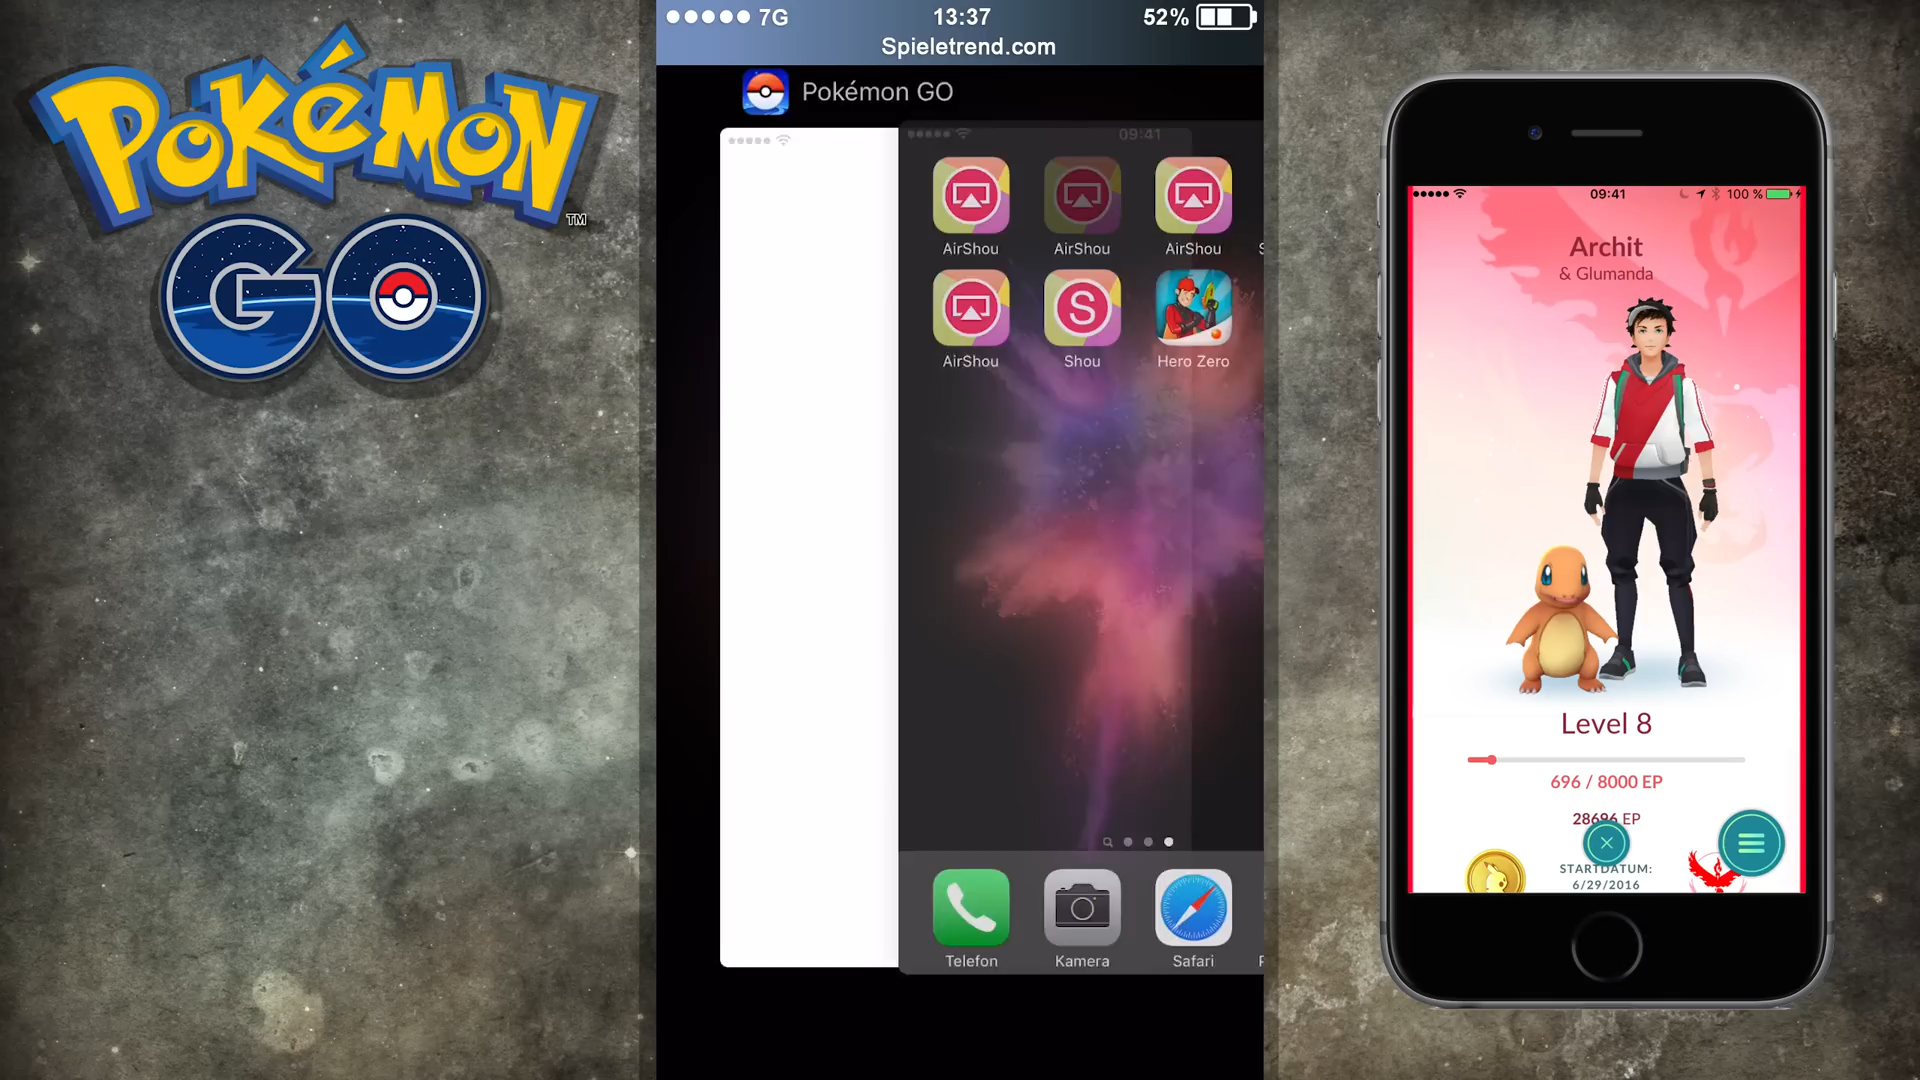 POKéMON
TM
GO
7G 13:37 52%
Spieletrend.com
Pokémon GO
09:41
AirShou AirShou AirShou
AirShou Shou Hero Zero
S
Telefon Kamera Safari
09:41 100 %
Archit
& Glumanda
Level 8
696 / 8000 EP
28696 EP
STARTDATUM:
6/29/2016